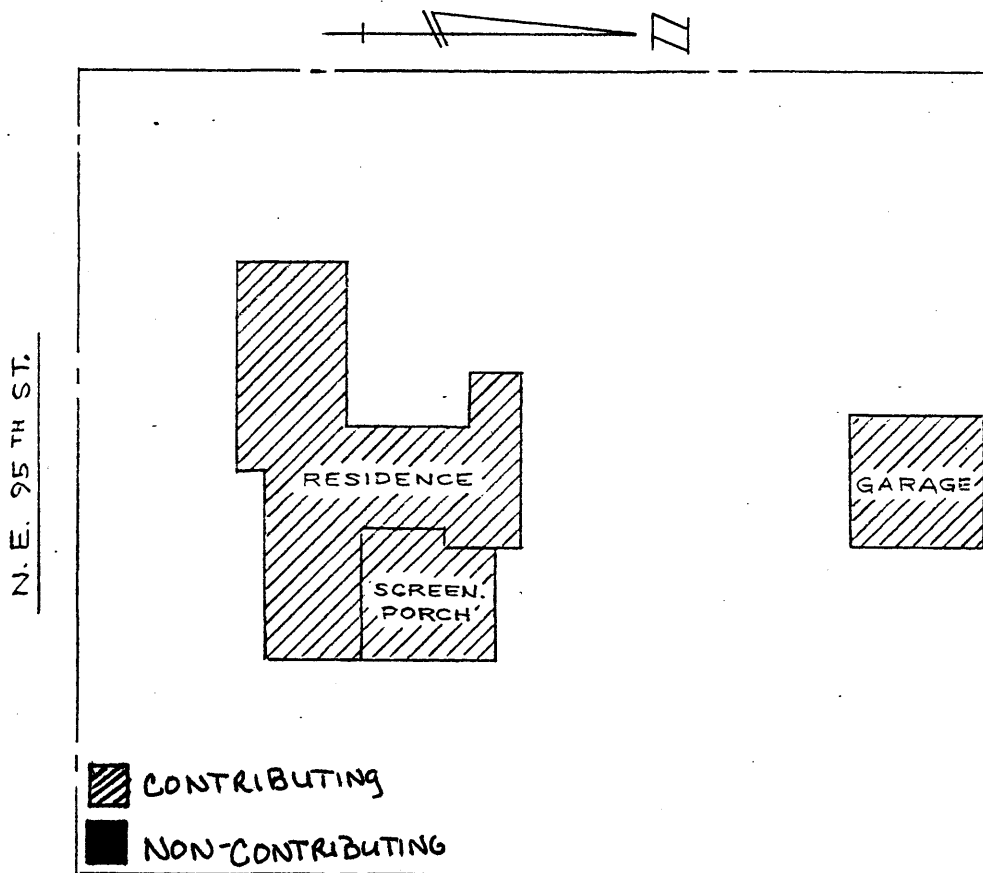 N
N.E. 95TH ST.
RESIDENCE
GARAGE
SCREEN.
PORCH
CONTRIBUTING
NON-CONTRIBUTING